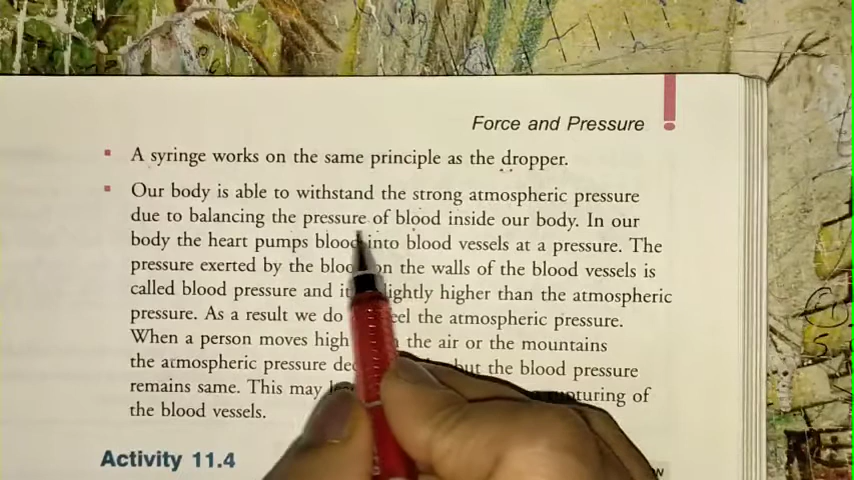 Force and Pressure
A syringe works on the same principle as the dropper.
Our body is able to withstand the strong atmospheric pressure
due to balancing the pressure of blood inside our body. In our
body the heart pumps blood into blood vessels at a pressure. The
pressure exerted by the on the walls of the blood vessels is
called blood pressure and slightly higher than the atmospheric
pressure. As a result we do the atmospheric pressure.
When a person moves high the air or the mountains
the atmospheric pressure but the blood pressure
remains same. This may rupturing of
the blood vessels.
Activity 11.4